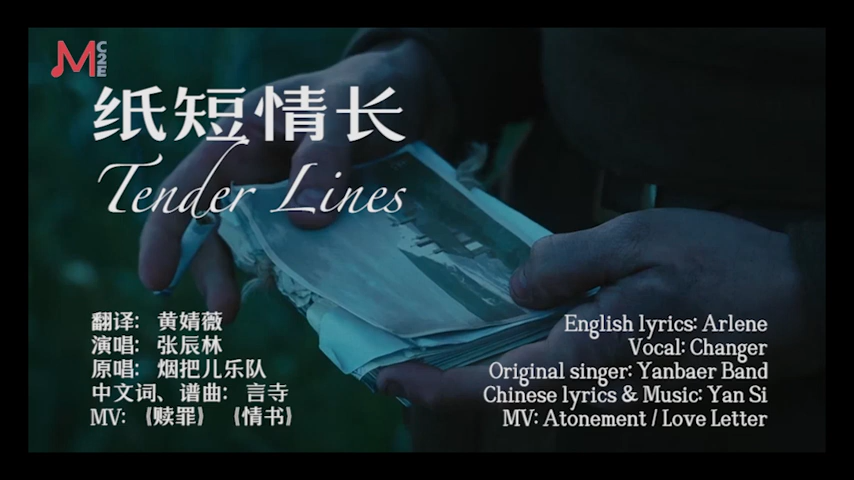 MC2E
纸短情长
Tender Lines
翻译： 黄婧薇
演唱： 张辰林
原唱： 烟把儿乐队
中文词、谱曲： 言寺
MV: 《赎罪》 《情书》
English lyrics: Arlene
Vocal: Changer
Original singer: Yanbaer Band
Chinese lyrics & Music: Yan Si
MV: Atonement / Love Letter